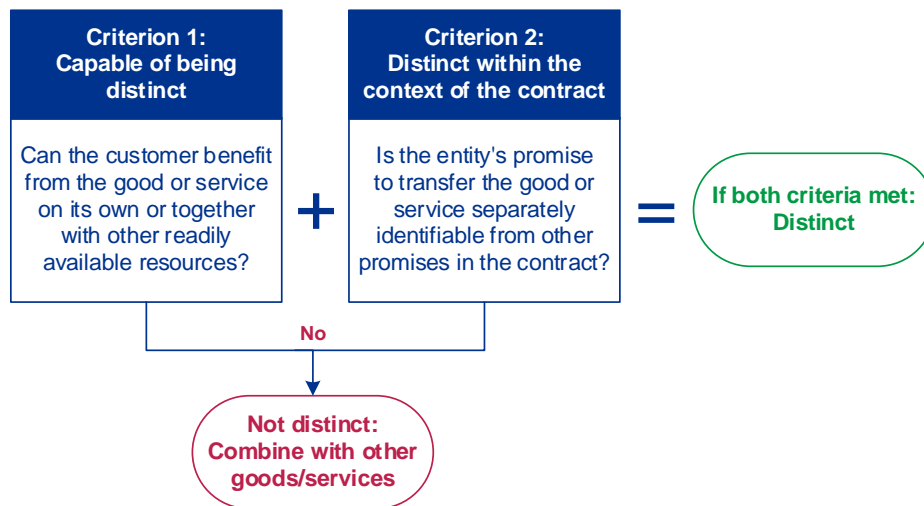 Criterion 1:
Capable of being
distinct
Can the customer benefit
from the good or service
on its own or together
with other readily
available resources?
+
Criterion 2:
Distinct within the
context of the contract
Is the entity's promise
to transfer the good or
service separately
identifiable from other
promises in the contract?
=
If both criteria met:
Distinct
No
Not distinct:
Combine with other
goods/services